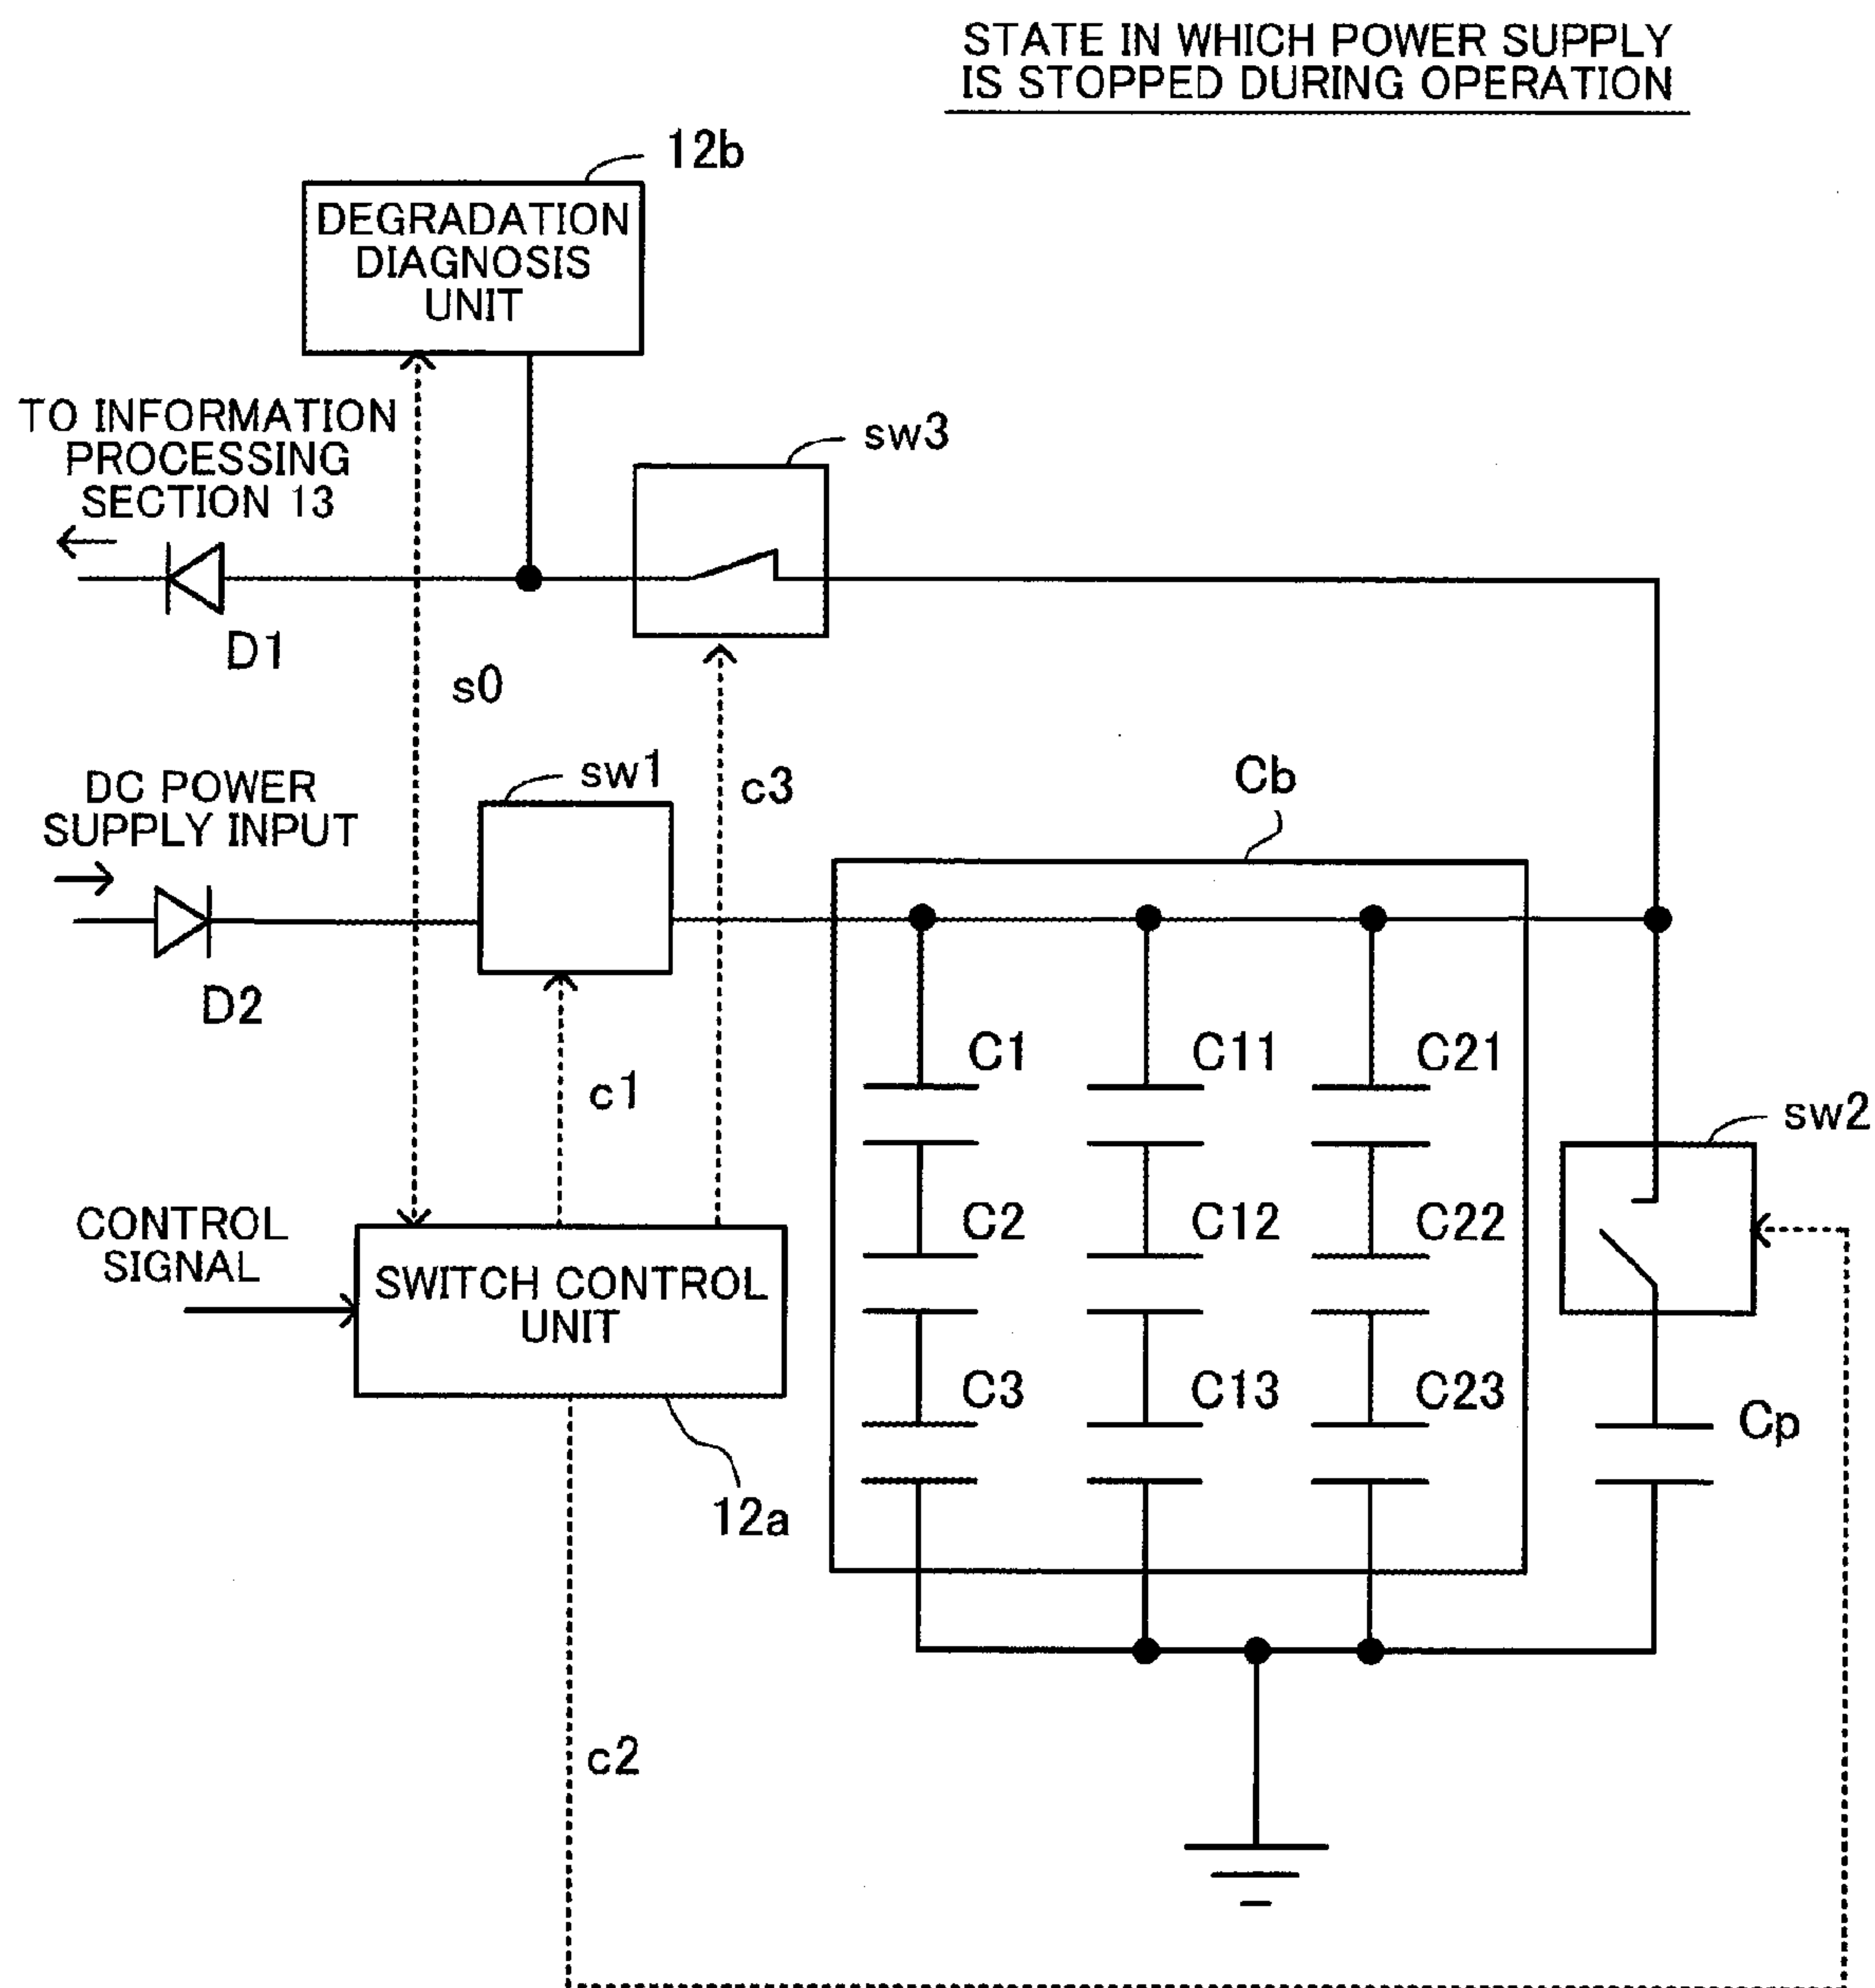 STATE IN WHICH POWER SUPPLY
IS STOPPED DURING OPERATION
12b
DEGRADATION
DIAGNOSIS
UNIT
TO INFORMATION
PROCESSING
SECTION 13
sw3
D1
s0
DC POWER
SUPPLY INPUT
sw1
c3
Cb
D2
c1
C1
C11
C21
sw2
CONTROL
SIGNAL
SWITCH CONTROL
UNIT
C2
C12
C22
C3
C13
C23
Cp
12a
c2